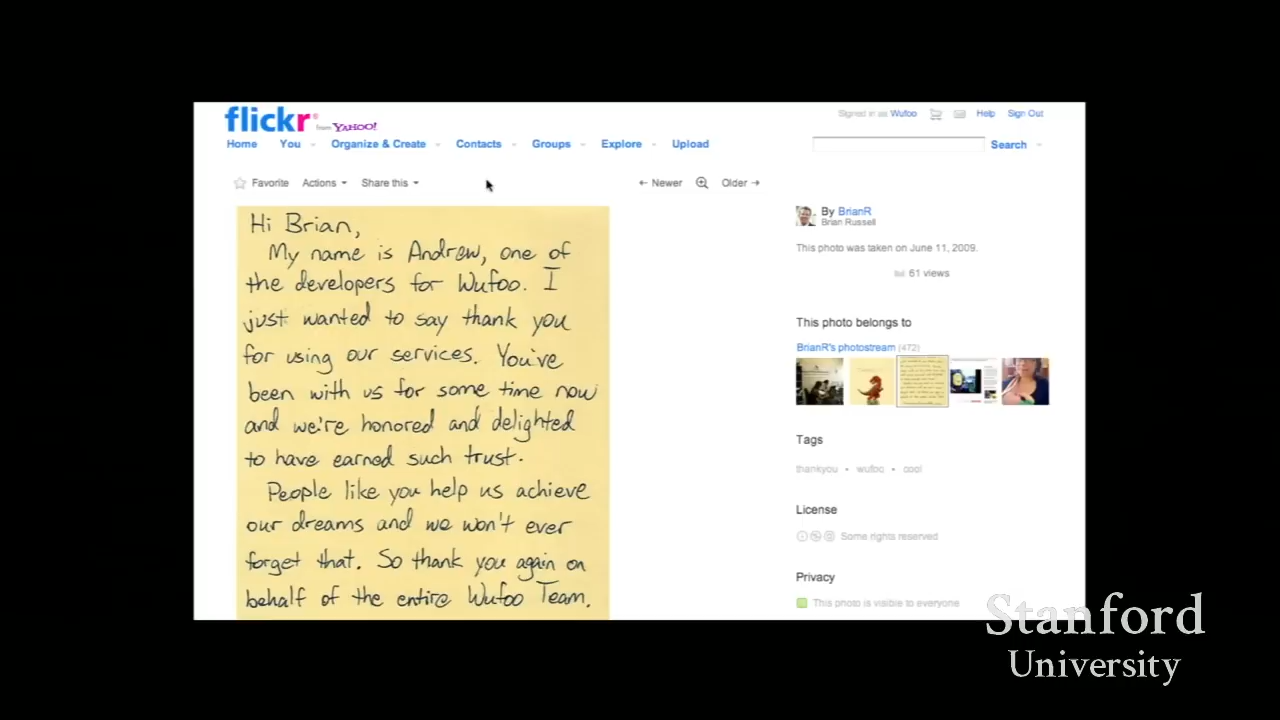 flickr from YAHOO!
Signed in as Wufoo Help Sign Out
Home You Organize & Create Contacts Groups Explore Upload
Search
Favorite Actions Share this
← Newer Older →
Hi Brian,
My name is Andrew, one of
the developers for Wufoo. I
just wanted to say thank you
for using our services. You've
been with us for some time now
and we're honored and delighted
to have earned such trust.
People like you help us achieve
our dreams and we won't ever
forget that. So thank you again on
behalf of the entire Wufoo Team.
By BrianR
Brian Russell
This photo was taken on June 11, 2009.
61 views
This photo belongs to
BrianR's photostream (472)
Tags
thankyou • wufoo • cool
License
Some rights reserved
Privacy
This photo is visible to everyone
Stanford
University